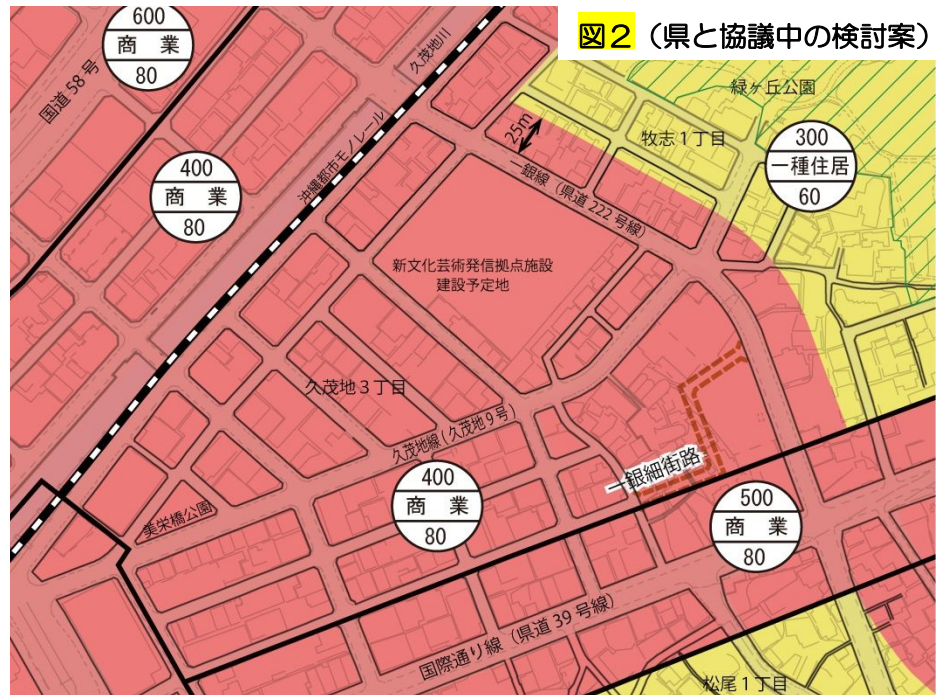 図2（県と協議中の検討案）
600
商　業
80
国道58号
久茂地川
沖縄都市モノレール
緑ヶ丘公園
牧志1丁目
25m
一銀線（県道222号線）
300
一種住居
60
400
商　業
80
新文化芸術発信拠点施設
建設予定地
久茂地3丁目
久茂地線（久茂地9号）
一銀細街路
400
商　業
80
500
商　業
80
美栄橋公園
国際通り線（県道39号線）
松尾1丁目